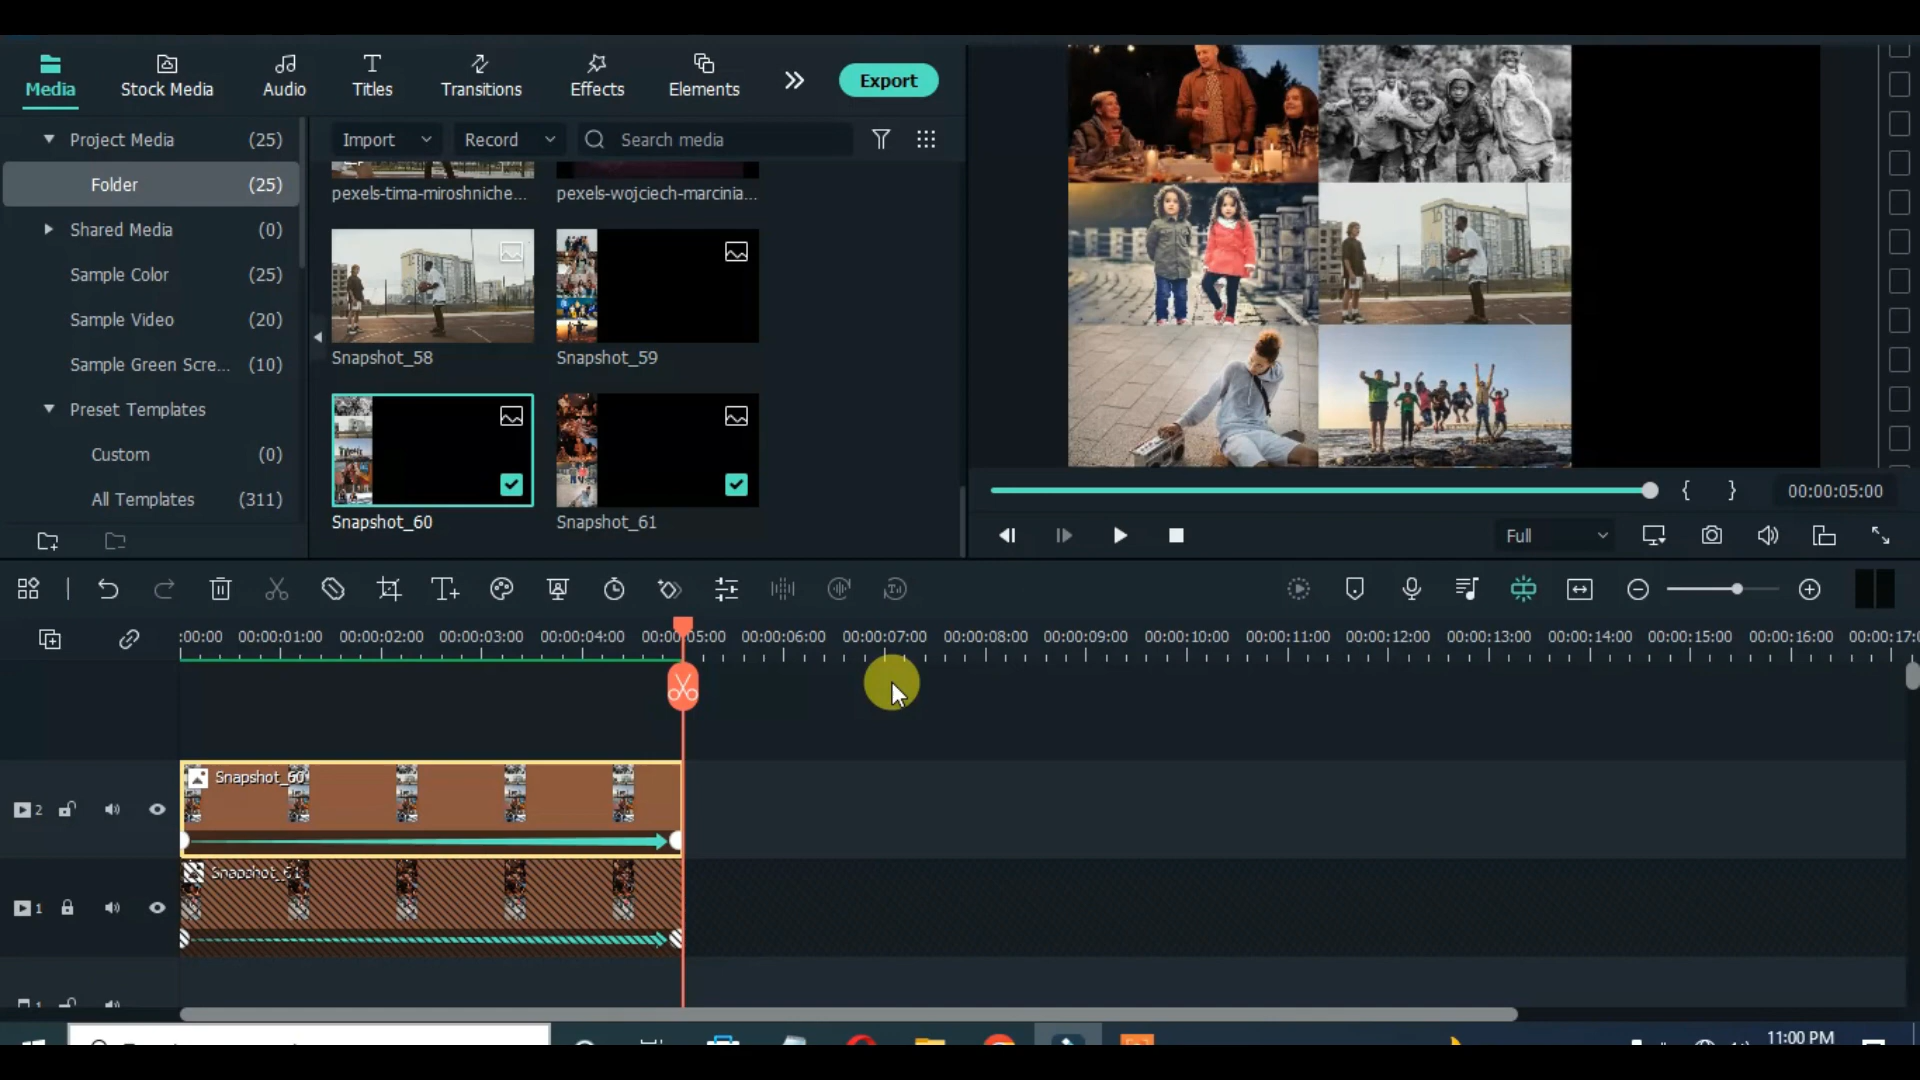 Media
Stock Media
Audio
Titles
Transitions
Effects
Elements
Export
Project Media (25)
Folder (25)
Shared Media (0)
Sample Color (25)
Sample Video (20)
Sample Green Scre... (10)
Preset Templates
Custom (0)
All Templates (311)
Import
Record
Search media
pexels-tima-miroshniche...
pexels-wojciech-marcinia...
Snapshot_58
Snapshot_59
Snapshot_60
Snapshot_61
{ }
00:00:05:00
Full
:00:00 00:00:01:00 00:00:02:00 00:00:03:00 00:00:04:00 00:00:05:00 00:00:06:00 00:00:07:00 00:00:08:00 00:00:09:00 00:00:10:00 00:00:11:00 00:00:12:00 00:00:13:00 00:00:14:00 00:00:15:00 00:00:16:00 00:00:17:0
2
Snapshot_60
1
Snapshot_61
1
11:00 PM